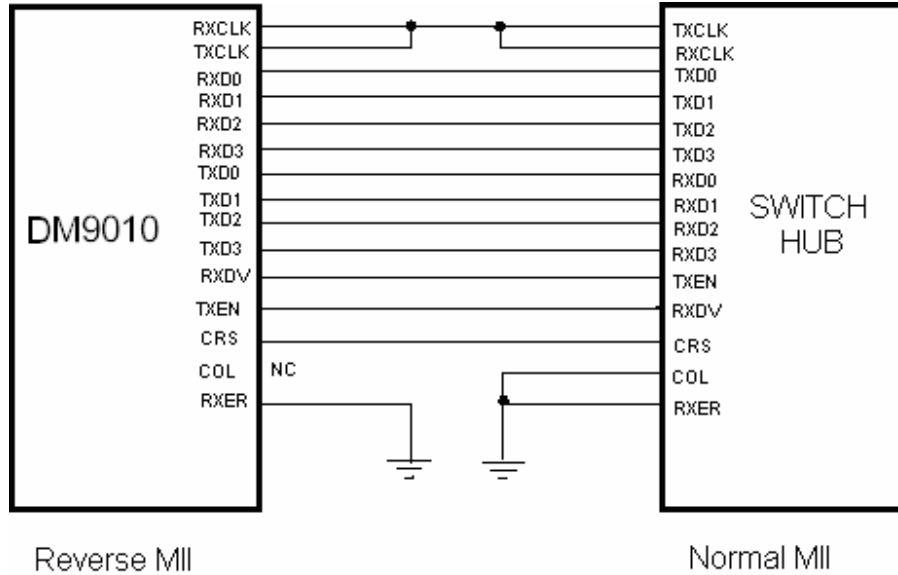 RXCLK
TXCLK
RXD0
RXD1
RXD2
RXD3
TXD0
TXD1
TXD2
TXD3
RXDV
TXEN
CRS
COL
RXER
DM9010
NC
TXCLK
RXCLK
TXD0
TXD1
TXD2
TXD3
RXD0
RXD1
RXD2
RXD3
TXEN
RXDV
CRS
COL
RXER
SWITCH
HUB
Reverse MII
Normal MII